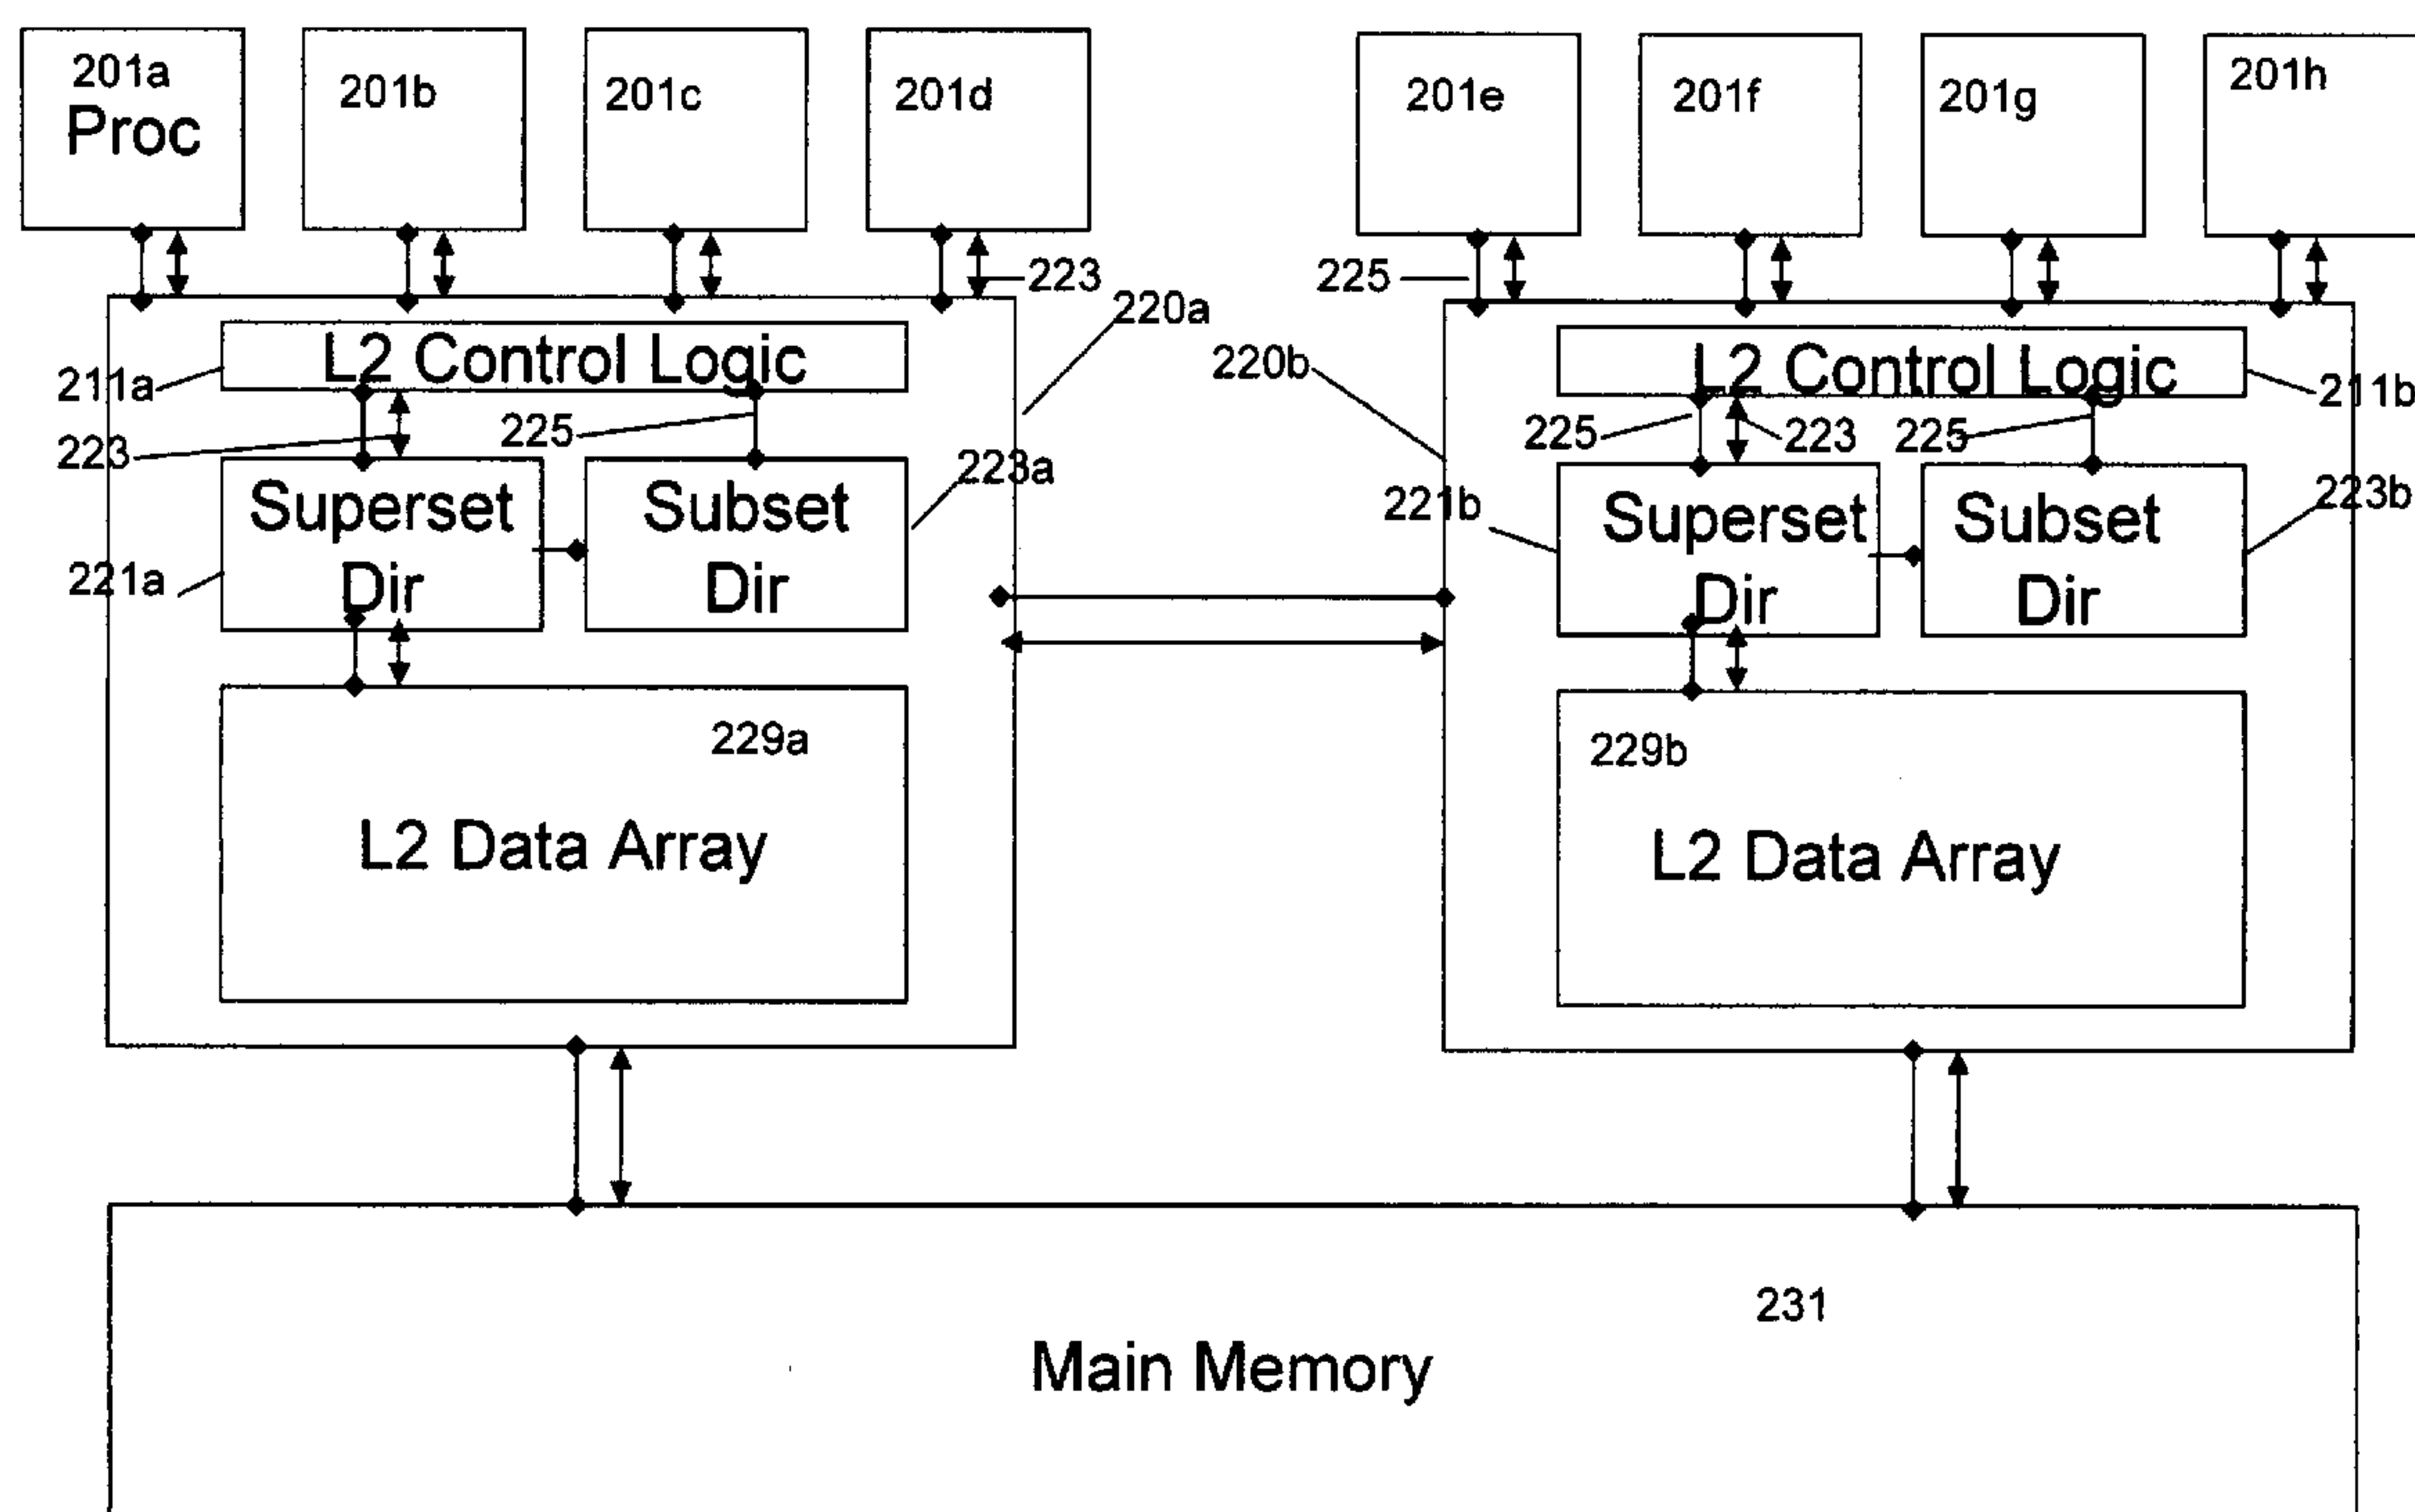 201a
Proc
201b
201c
201d
201e
201f
201g
201h
223
225
220a
220b
L2 Control Logic
211a
223
225
Superset
Dir
Subset
Dir
223a
221a
229a
L2 Data Array
L2 Control Logic
211b
225
223
225
221b
Superset
Dir
Subset
Dir
223b
229b
L2 Data Array
231
Main Memory